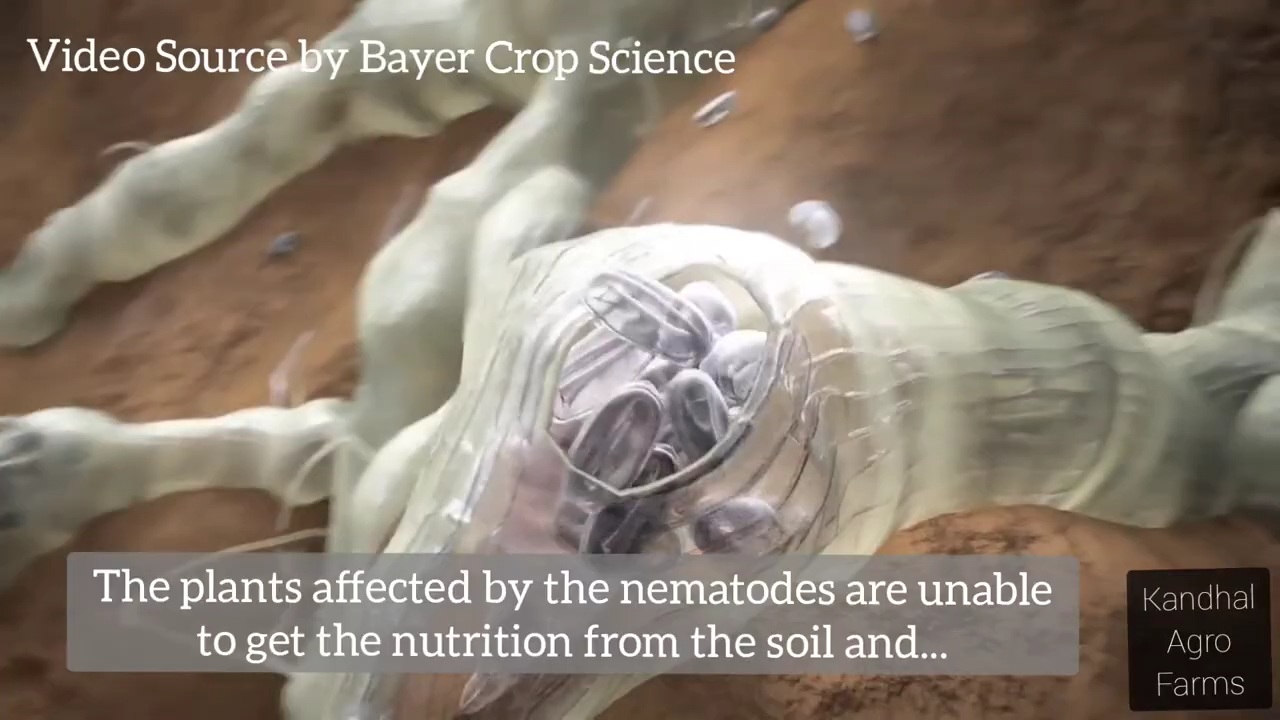 Video Source by Bayer Crop Science
The plants affected by the nematodes are unable
to get the nutrition from the soil and...
Kandhal
Agro
Farms